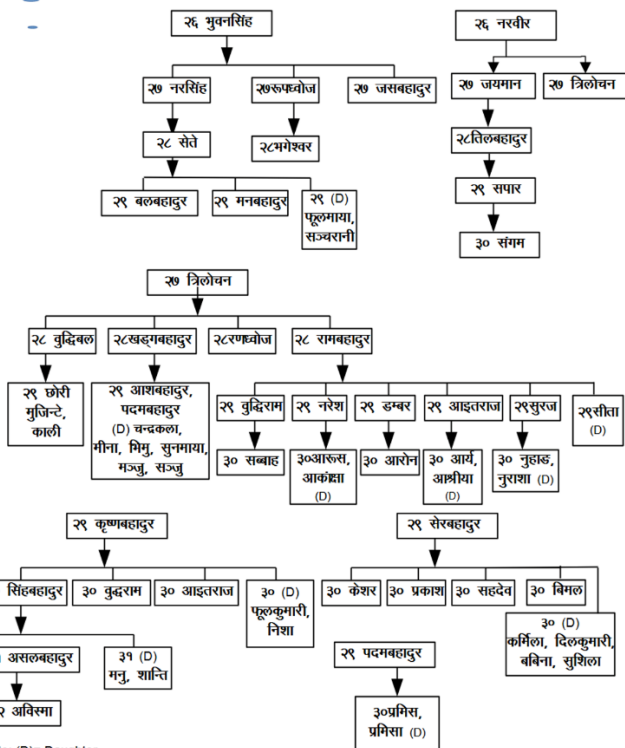 २६ भुवनसिंह
२६ नरवीर
२७ नरसिंह
२७रूपध्वोज
२७ जसबहादुर
२७ जयमान
२७ त्रिलोचन
२८ सेते
२८भगेश्वर
२८तिलबहादुर
२९ बलबहादुर
२९ मनबहादुर
२९ (D)
फूलमाया,
सञ्चरानी
२९ सपार
३० संगम
२७ त्रिलोचन
२८ वुद्धिबल
२८खड्गबहादुर
२८रणध्वोज
२८ रामबहादुर
२९ छोरी
मुजिन्टे,
काली
२९ आशबहादुर,
पदमबहादुर
(D) चन्द्रकला,
मीना, भिमु, सुनमाया,
मञ्जु, सञ्जु
२९ वुद्धिराम
२९ नरेश
२९ डम्बर
२९ आइतराज
२९सुरज
२९सीता
(D)
३० सब्बाह
३०आरूस,
आकांक्षा
(D)
३० आरोन
३० आर्य,
आश्रीया
(D)
३० नुहाङ,
नुराशा (D)
२९ कृष्णबहादुर
२९ सेरबहादुर
सिंहबहादुर
३० वुद्धराम
३० आइतराज
३० (D)
फूलकुमारी,
निशा
३० केशर
३० प्रकाश
३० सहदेव
३० बिमल
३० (D)
कर्मिला, दिलकुमारी,
बबिना, सुशिला
असलबहादुर
३१ (D)
मनु, शान्ति
२९ पदमबहादुर
२ अविस्मा
३०प्रमिस,
प्रमिसा (D)